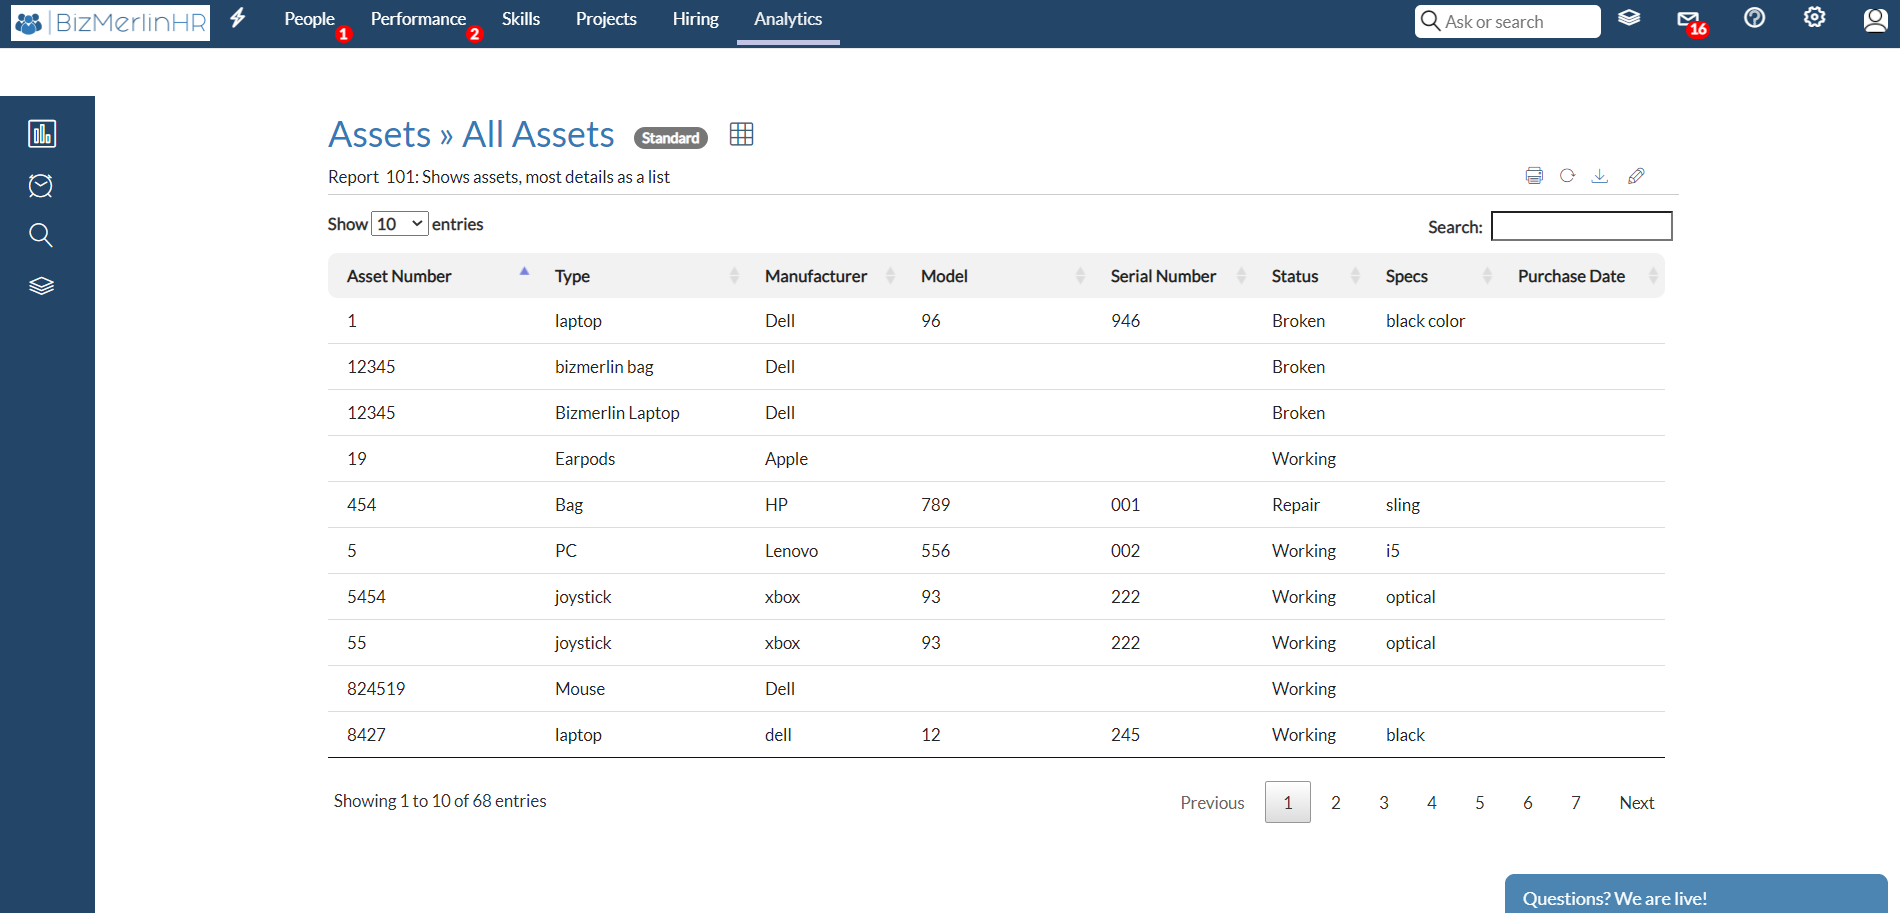 BizMerlinHR People Performance Skills Projects Hiring Analytics Ask or search
1 2 16
Assets » All Assets Standard
Report 101: Shows assets, most details as a list
Show 10 entries Search:
Asset Number Type Manufacturer Model Serial Number Status Specs Purchase Date
1 laptop Dell 96 946 Broken black color
12345 bizmerlin bag Dell Broken
12345 Bizmerlin Laptop Dell Broken
19 Earpods Apple Working
454 Bag HP 789 001 Repair sling
5 PC Lenovo 556 002 Working i5
5454 joystick xbox 93 222 Working optical
55 joystick xbox 93 222 Working optical
824519 Mouse Dell Working
8427 laptop dell 12 245 Working black
Showing 1 to 10 of 68 entries Previous 1 2 3 4 5 6 7 Next
Questions? We are live!